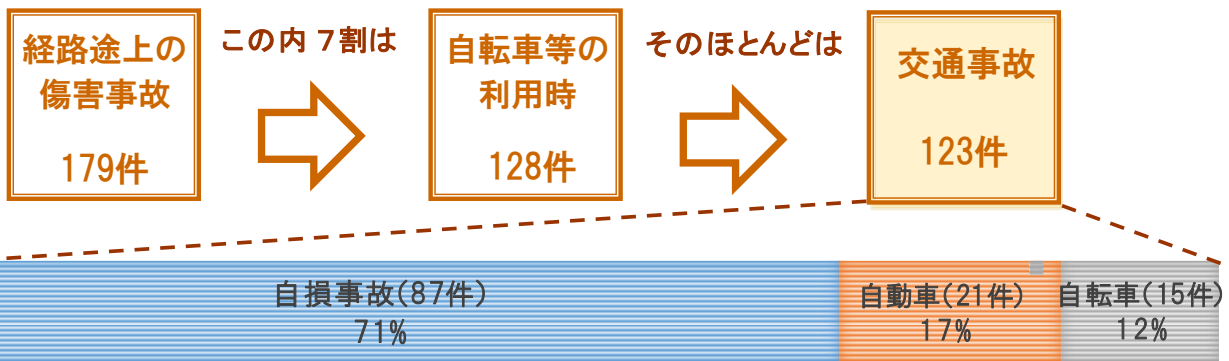 経路途上の
傷害事故
179件
この内 7割は
自転車等の
利用時
128件
そのほとんどは
交通事故
123件
自損事故(87件)
71%
自動車(21件)
17%
自転車(15件)
12%